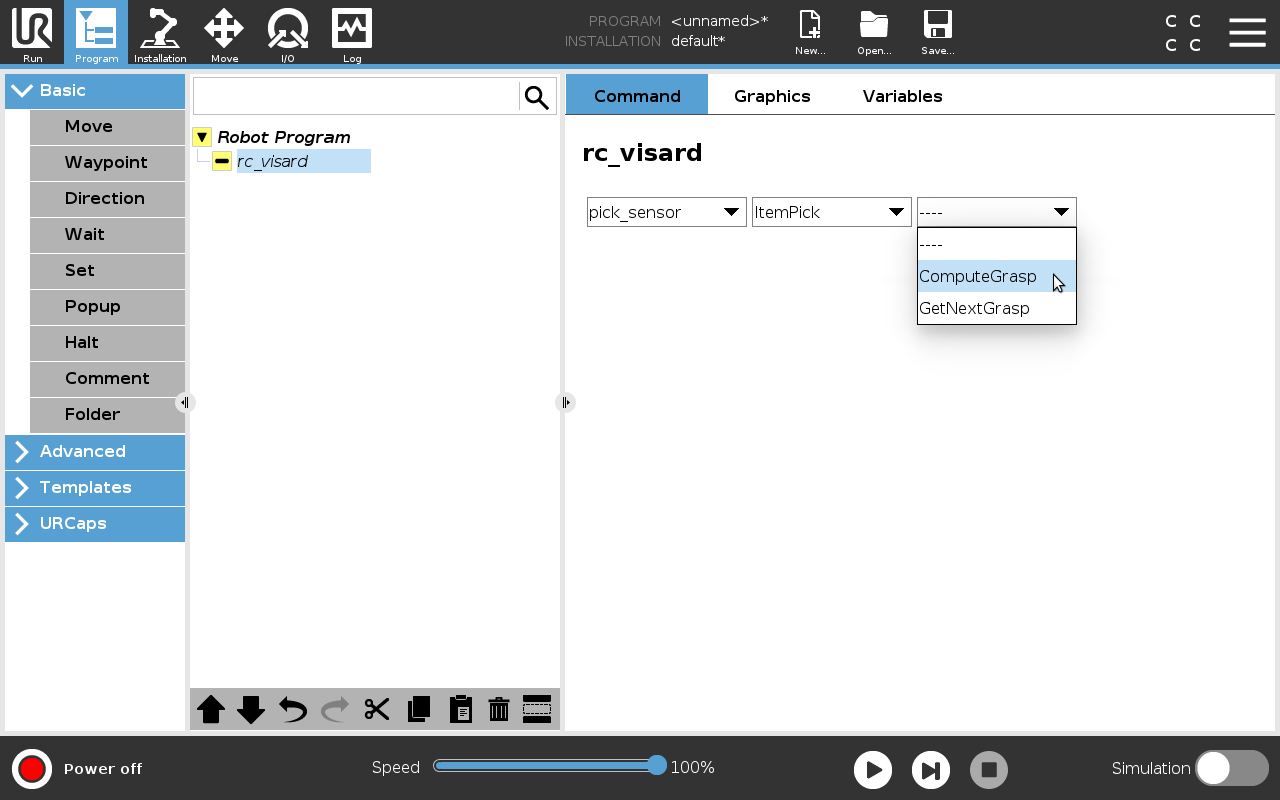 UR
Run
Program
Installation
Move
I/O
Log
PROGRAM <unnamed>*
INSTALLATION default*
New...
Open...
Save...
C C
C C
Basic
Move
Waypoint
Direction
Wait
Set
Popup
Halt
Comment
Folder
Advanced
Templates
URCaps
Robot Program
rc_visard
Command
Graphics
Variables
rc_visard
pick_sensor
ItemPick
----
----
ComputeGrasp
GetNextGrasp
Power off
Speed
100%
Simulation